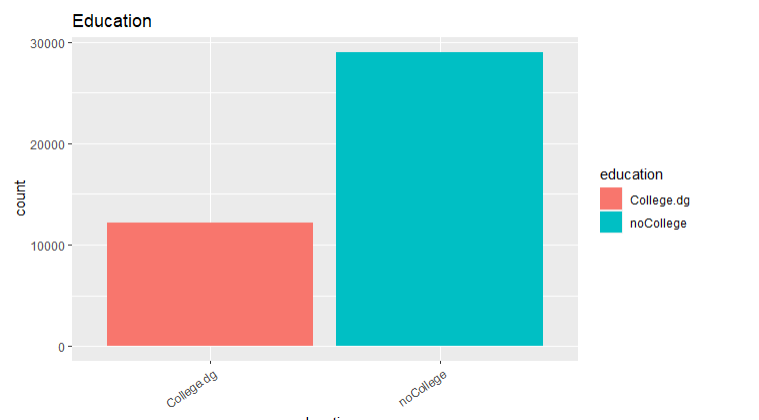 Education
30000
20000
10000
0
count
College.dg
noCollege
education
College.dg
noCollege